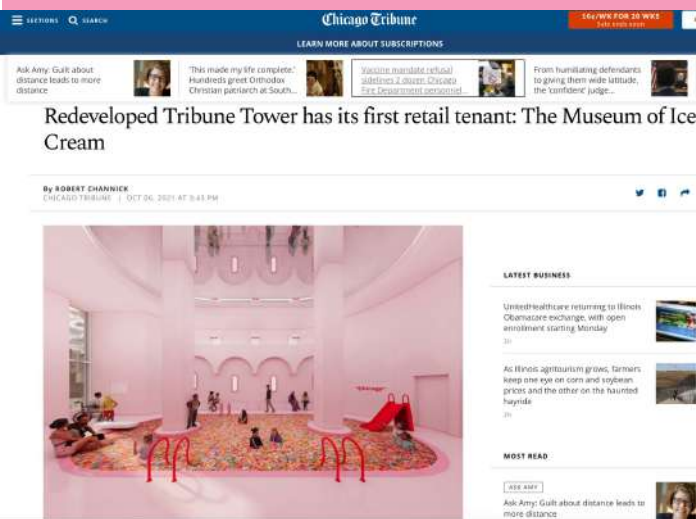 SECTIONS SEARCH
Chicago Tribune
LEARN MORE ABOUT SUBSCRIPTIONS
Ask Amy: Guilt about
distance leads to more
distance
'This made my life complete.'
Hundreds greet Orthodox
Christian patriarch at South...
Vaccine mandate refusal
sidelines 2 dozen Chicago
Fire Department personnel...
From humiliating defendants
to giving them wide latitude,
the 'confident' judge...
Redeveloped Tribune Tower has its first retail tenant: The Museum of Ice
Cream
By ROBERT CHANNICK
CHICAGO TRIBUNE | OCT 06, 2021 AT 5:45 PM
Chicago
LATEST BUSINESS
UnitedHealthcare returning to Illinois
Obamacare exchange, with open
enrollment starting Monday
2h
As Illinois agritourism grows, farmers
keep one eye on corn and soybean
prices and the other on the haunted
hayride
MOST READ
ASK AMY
Ask Amy: Guilt about distance leads to
more distance